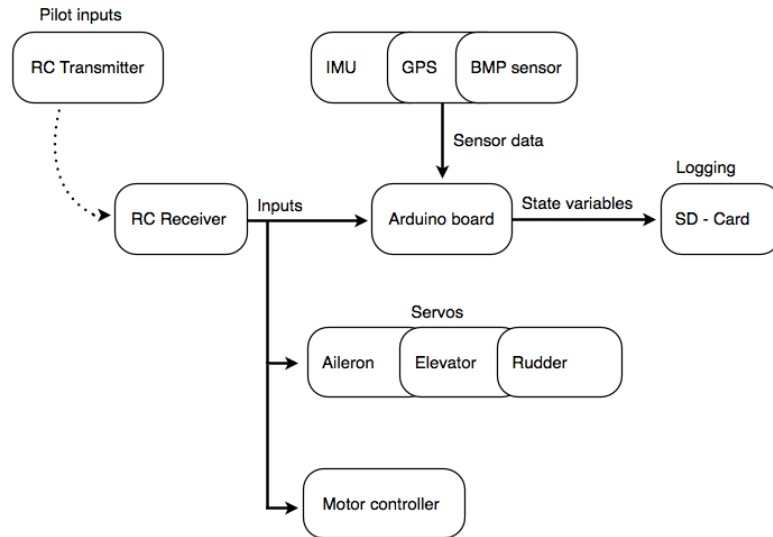 Pilot inputs
RC Transmitter
IMU
GPS
BMP sensor
Sensor data
Logging
RC Receiver
Inputs
Arduino board
State variables
SD - Card
Servos
Aileron
Elevator
Rudder
Motor controller